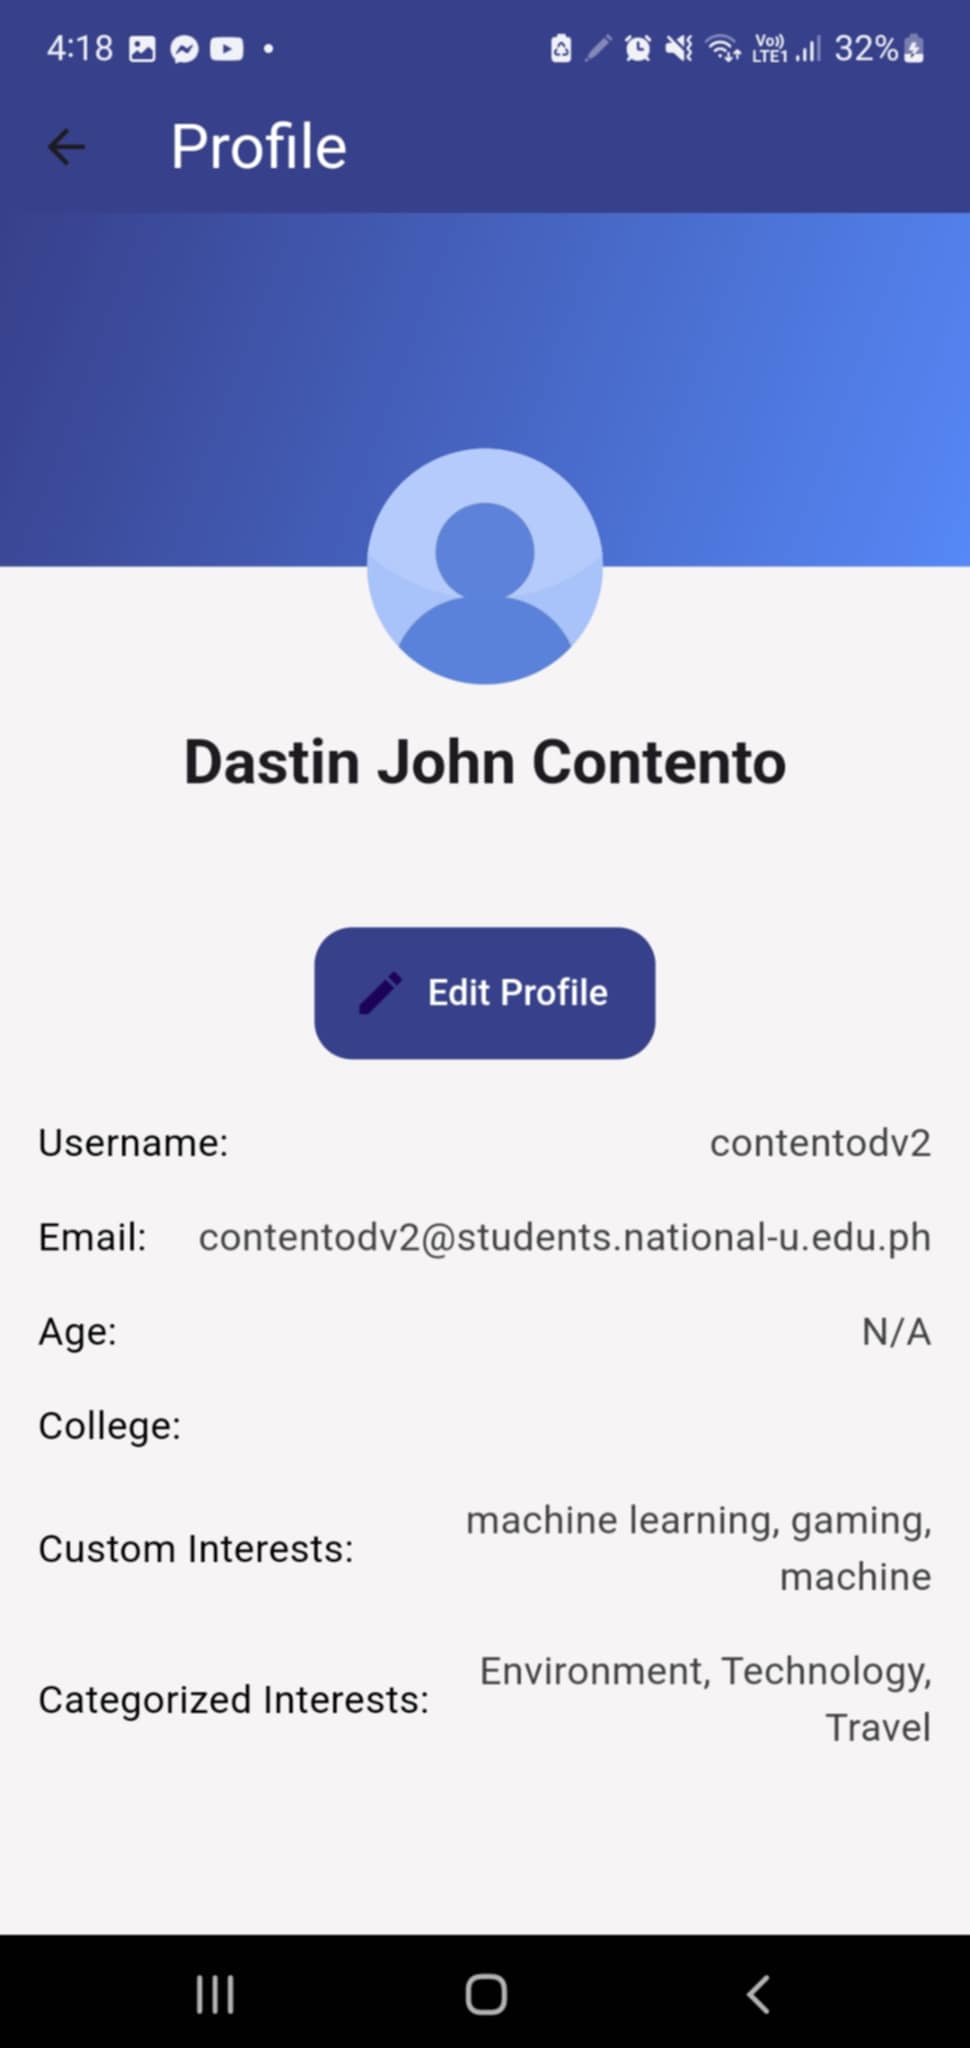 4:18
Vo)) LTE1 32%
Profile
Dastin John Contento
Edit Profile
Username: contentodv2
Email: contentodv2@students.national-u.edu.ph
Age: N/A
College:
Custom Interests: machine learning, gaming,
machine
Categorized Interests: Environment, Technology,
Travel